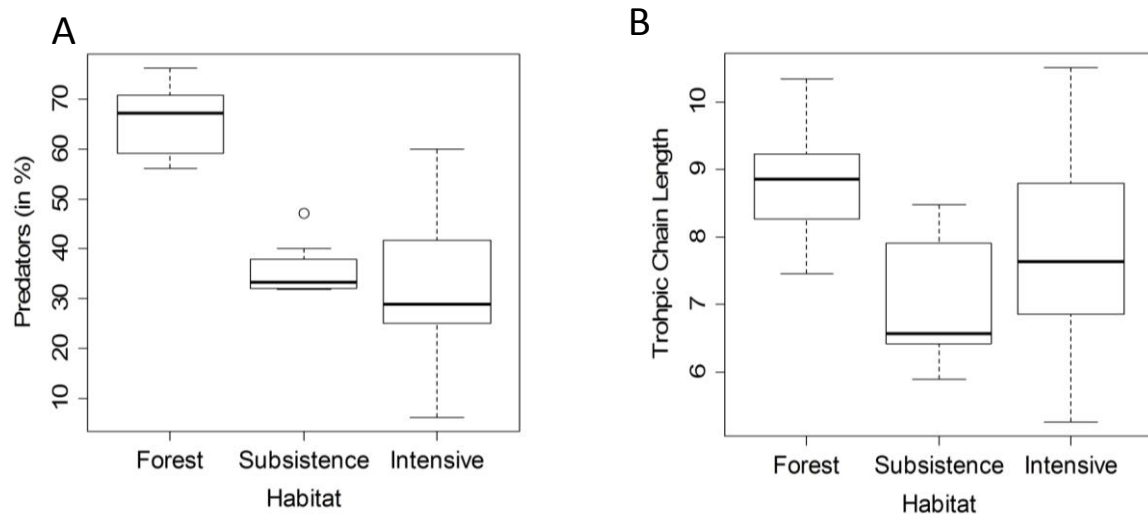 A
Predators (in %)
70
60
50
40
30
20
10
Forest Subsistence Intensive
Habitat
B
Trohpic Chain Length
10
9
8
7
6
Forest Subsistence Intensive
Habitat